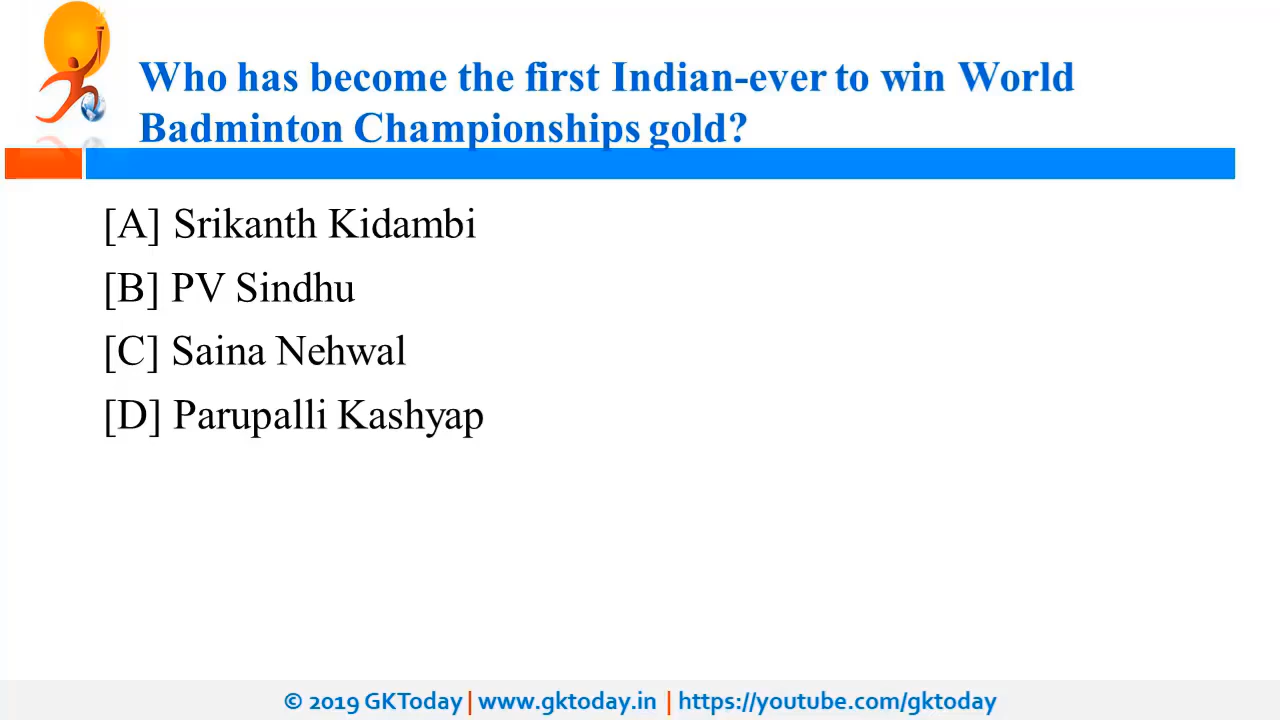 Who has become the first Indian-ever to win World
Badminton Championships gold?
[A] Srikanth Kidambi
[B] PV Sindhu
[C] Saina Nehwal
[D] Parupalli Kashyap
© 2019 GKToday | www.gktoday.in | https://youtube.com/gktoday